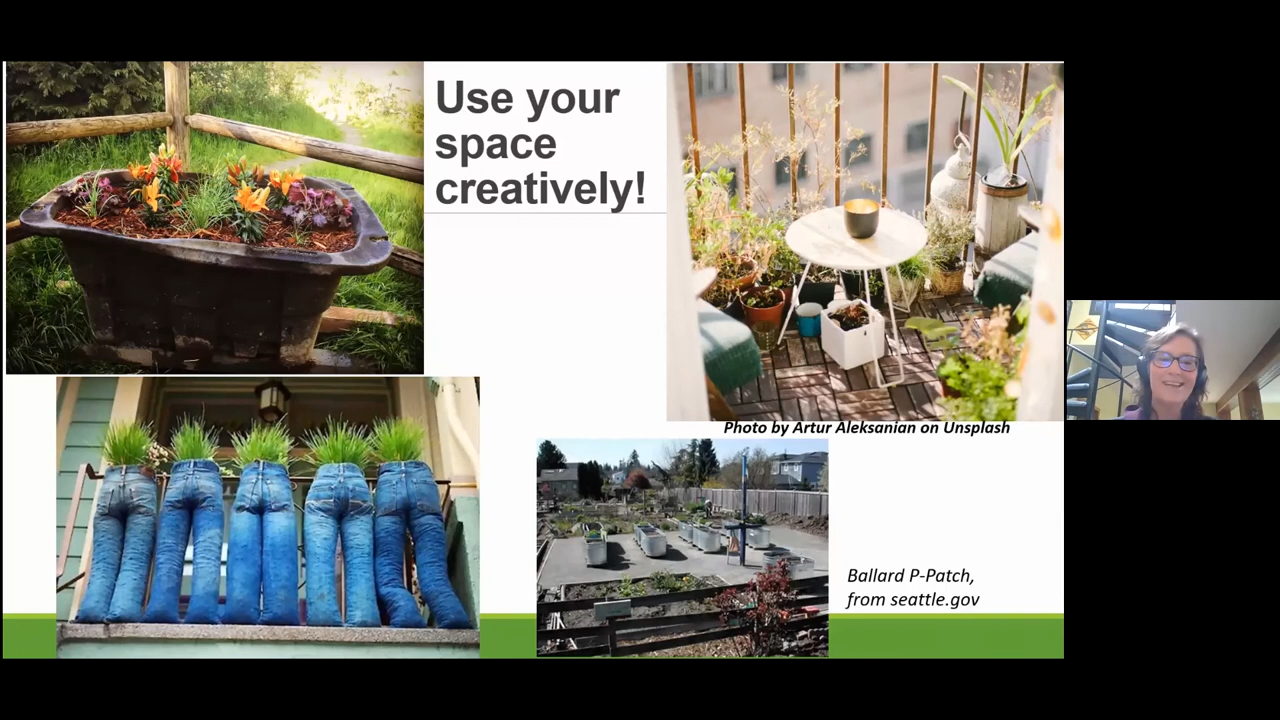 Use your
space
creatively!
Photo by Artur Aleksanian on Unsplash
Ballard P-Patch,
from seattle.gov